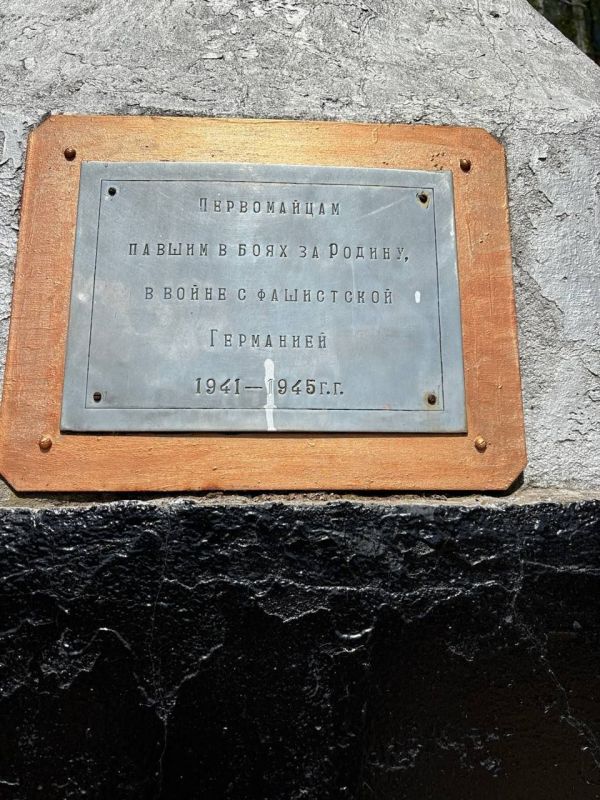 Первомайцам
павшим в боях за Родину,
в войне с фашистской
Германией
1941—1945г.г.